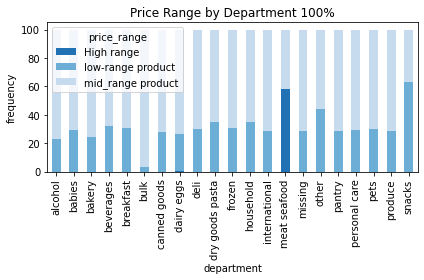 Price Range by Department 100%
price_range
High range
low-range product
mid_range product
frequency
100
80
60
40
20
0
alcohol
babies
bakery
beverages
breakfast
bulk
canned goods
dairy eggs
deli
dry goods pasta
frozen
household
international
meat seafood
missing
other
pantry
personal care
pets
produce
snacks
department